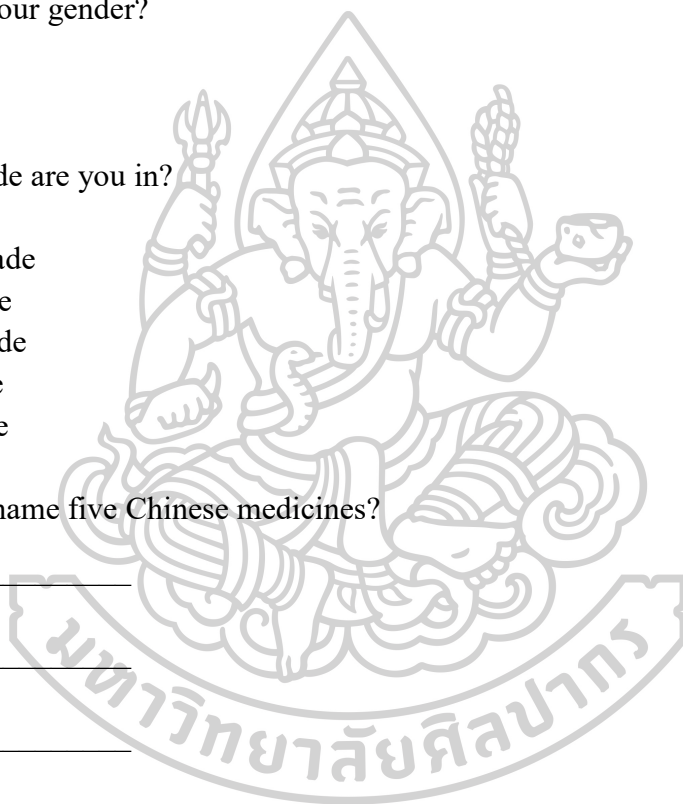 our gender?
de are you in?
ade
e
de
e
e
name five Chinese medicines?
มหาวิทยาลัยศิลปากร